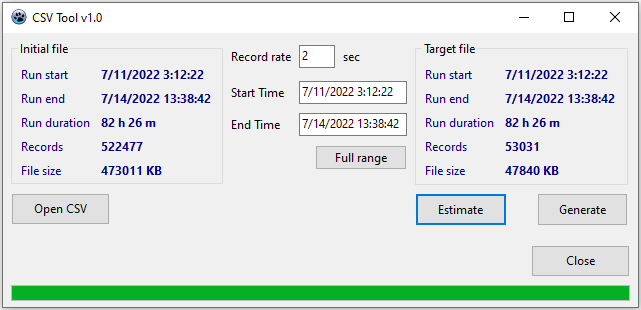 CSV Tool v1.0
Initial file
Run start 7/11/2022 3:12:22
Run end 7/14/2022 13:38:42
Run duration 82 h 26 m
Records 522477
File size 473011 KB
Open CSV
Record rate 2 sec
Start Time 7/11/2022 3:12:22
End Time 7/14/2022 13:38:42
Full range
Target file
Run start 7/11/2022 3:12:22
Run end 7/14/2022 13:38:42
Run duration 82 h 26 m
Records 53031
File size 47840 KB
Estimate Generate
Close